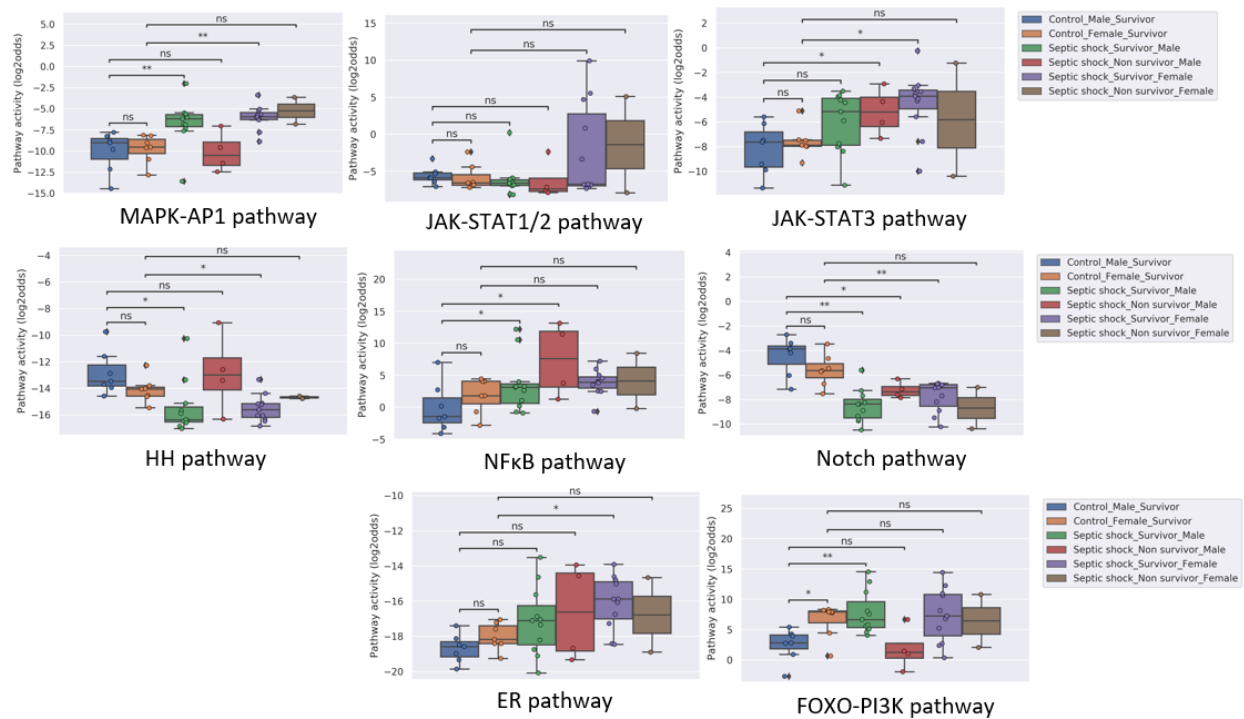 Pathway activity (log2odds)
5.0
2.5
0.0
−2.5
−5.0
−7.5
−10.0
−12.5
−15.0
ns
**
ns
**
ns
MAPK-AP1 pathway
Pathway activity (log2odds)
15
10
5
0
−5
ns
ns
ns
ns
ns
JAK-STAT1/2 pathway
Pathway activity (log2odds)
2
0
−2
−4
−6
−8
−10
ns
*
*
ns
ns
JAK-STAT3 pathway
Control_Male_Survivor
Control_Female_Survivor
Septic shock_Survivor_Male
Septic shock_Non survivor_Male
Septic shock_Survivor_Female
Septic shock_Non survivor_Female
Pathway activity (log2odds)
−4
−6
−8
−10
−12
−14
−16
ns
*
ns
*
ns
HH pathway
Pathway activity (log2odds)
20
15
10
5
0
−5
ns
ns
*
*
ns
NFκB pathway
Pathway activity (log2odds)
4
2
0
−2
−4
−6
−8
−10
ns
**
*
**
ns
Notch pathway
Control_Male_Survivor
Control_Female_Survivor
Septic shock_Survivor_Male
Septic shock_Non survivor_Male
Septic shock_Survivor_Female
Septic shock_Non survivor_Female
Pathway activity (log2odds)
−10
−12
−14
−16
−18
−20
ns
*
ns
ns
ns
ER pathway
Pathway activity (log2odds)
25
20
15
10
5
0
ns
ns
ns
**
*
FOXO-PI3K pathway
Control_Male_Survivor
Control_Female_Survivor
Septic shock_Survivor_Male
Septic shock_Non survivor_Male
Septic shock_Survivor_Female
Septic shock_Non survivor_Female